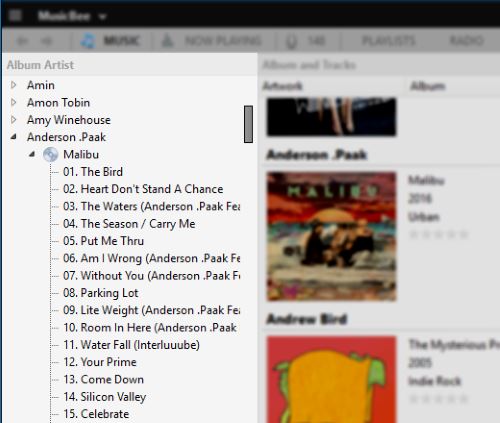 MusicBee
MUSIC
NOW PLAYING
148
PLAYLISTS
RADIO
Album Artist
Album and Tracks
Amin
Amon Tobin
Amy Winehouse
Anderson .Paak
Malibu
01. The Bird
02. Heart Don't Stand A Chance
03. The Waters (Anderson .Paak Fea
04. The Season / Carry Me
05. Put Me Thru
06. Am I Wrong (Anderson .Paak Fe
07. Without You (Anderson .Paak Fe
08. Parking Lot
09. Lite Weight (Anderson .Paak Fea
10. Room In Here (Anderson .Paak
11. Water Fall (Interluuube)
12. Your Prime
13. Come Down
14. Silicon Valley
15. Celebrate
Artwork
Album
Anderson .Paak
MALIBU
Malibu
2016
Urban
Andrew Bird
The Mysterious Pr
2005
Indie Rock